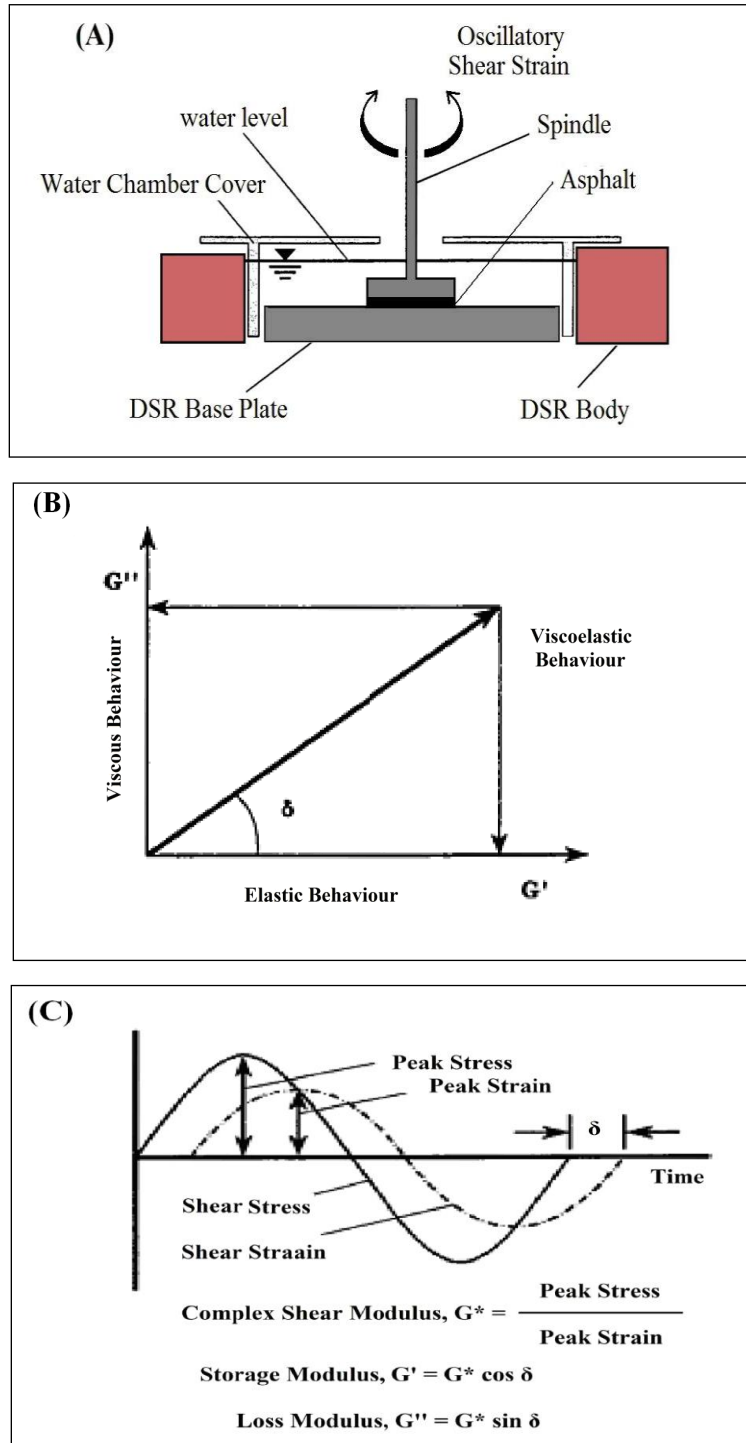 (A)
Oscillatory
Shear Strain
water level
Spindle
Water Chamber Cover
Asphalt
DSR Base Plate
DSR Body
(B)
G''
Viscous Behaviour
Viscoelastic
Behaviour
δ
Elastic Behaviour
G'
(C)
Peak Stress
Peak Strain
δ
Time
Shear Stress
Shear Straain
Complex Shear Modulus, G* = Peak Stress
Peak Strain
Storage Modulus, G' = G* cos δ
Loss Modulus, G'' = G* sin δ